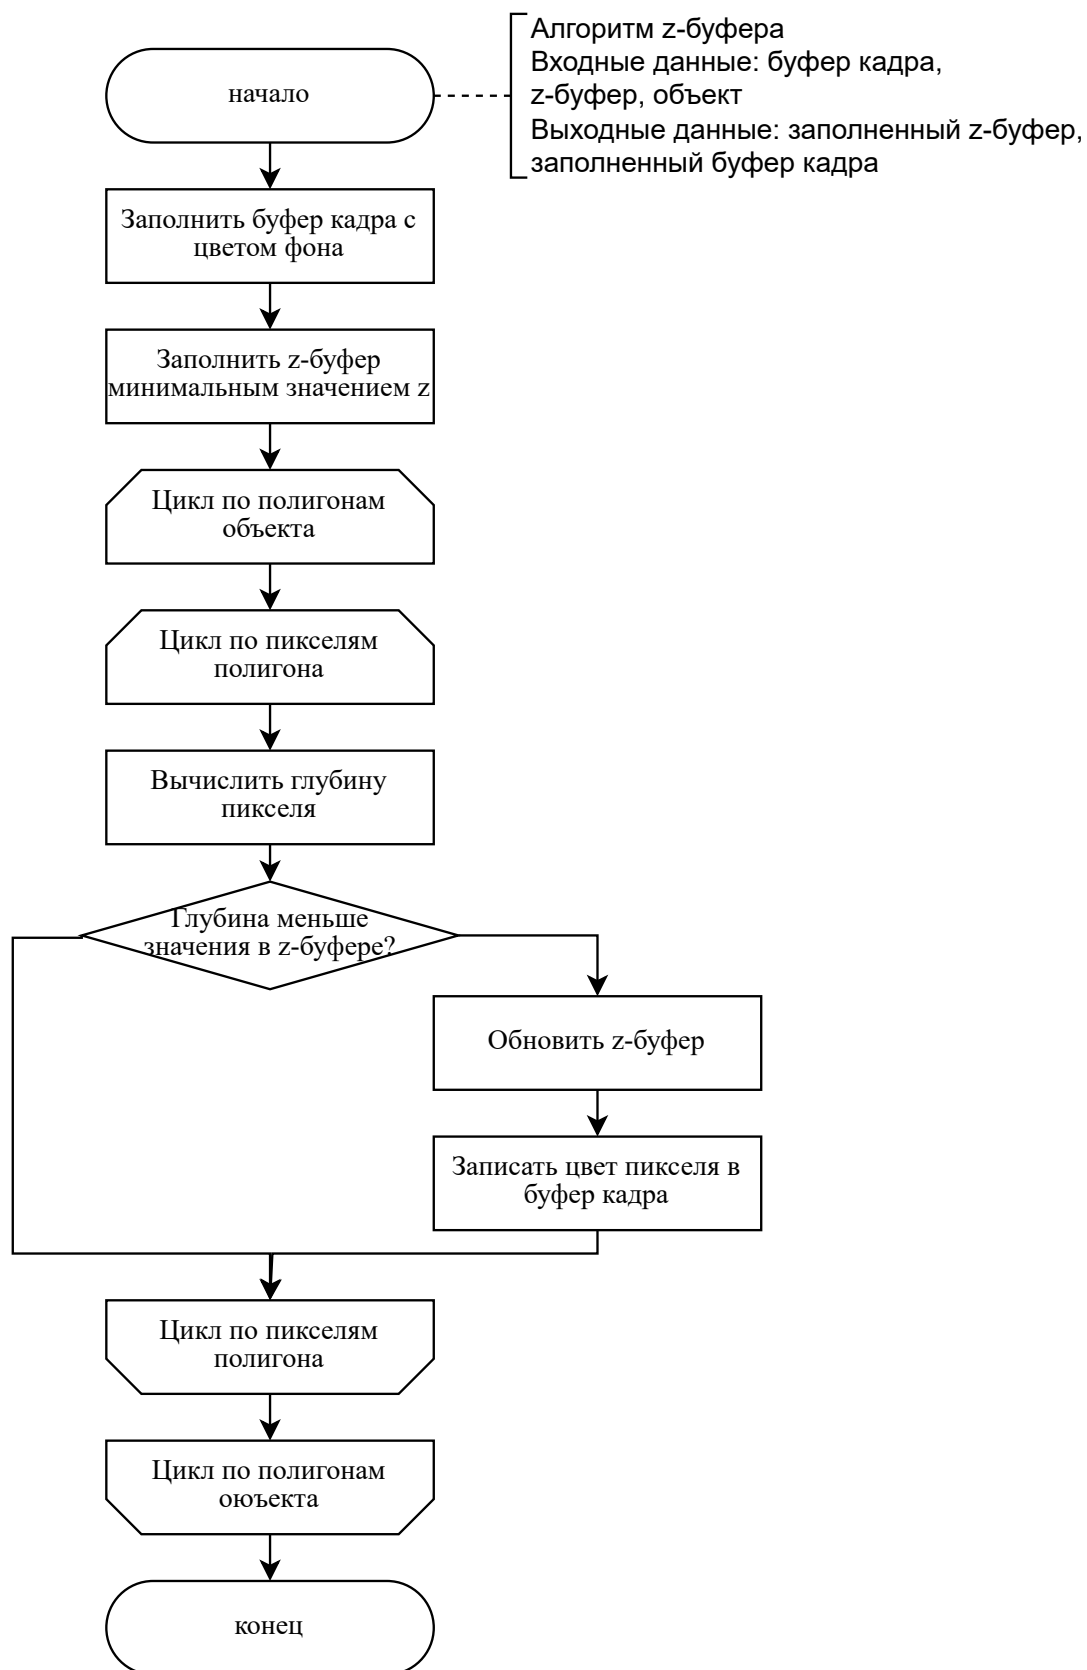 Алгоритм z-буфера
Входные данные: буфер кадра,
z-буфер, объект
Выходные данные: заполненный z-буфер,
заполненный буфер кадра
начало
Заполнить буфер кадра с
цветом фона
Заполнить z-буфер
минимальным значением z
Цикл по полигонам
объекта
Цикл по пикселям
полигона
Вычислить глубину
пикселя
Глубина меньше
значения в z-буфере?
Обновить z-буфер
Записать цвет пикселя в
буфер кадра
Цикл по пикселям
полигона
Цикл по полигонам
оюъекта
конец